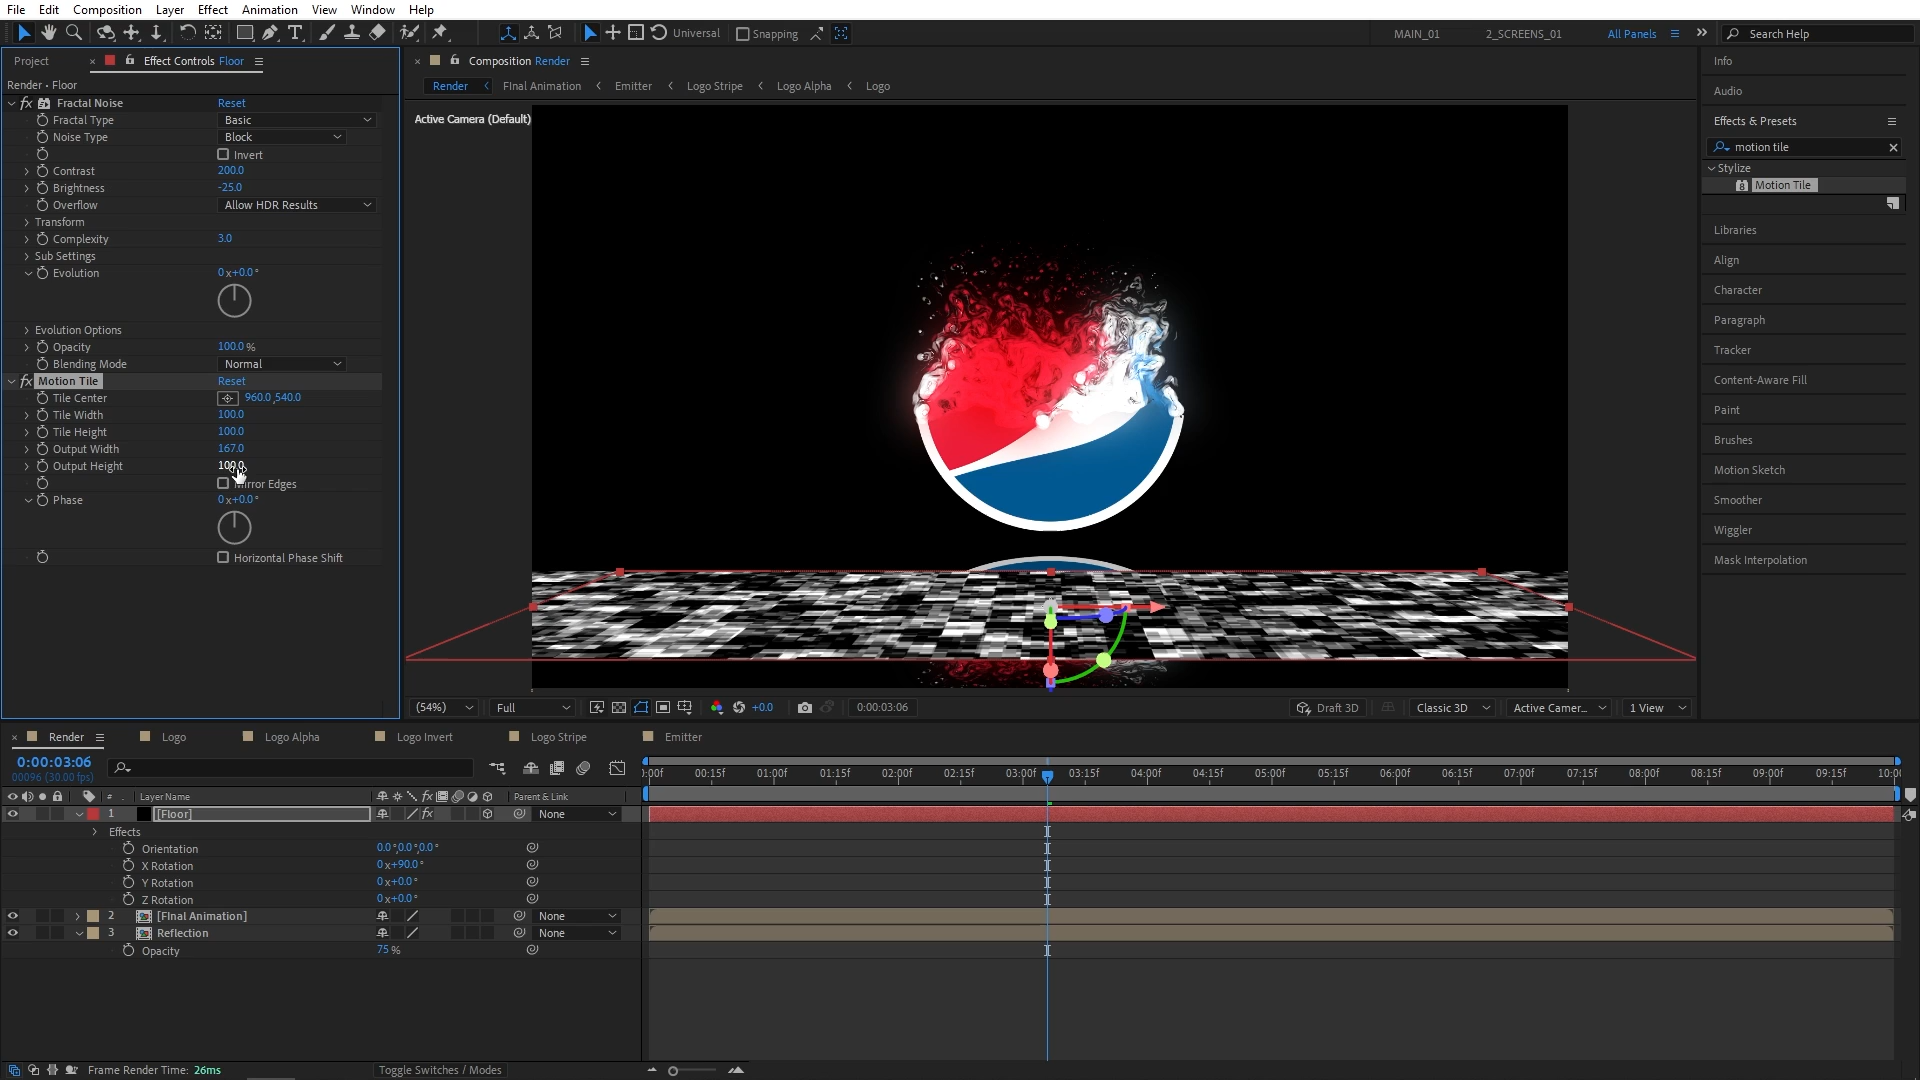 File Edit Composition Layer Effect Animation View Window Help
Universal Snapping MAIN_01 2_SCREENS_01 All Panels Search Help
Project Effect Controls Floor
Composition Render
Render • Floor
Render FInal Animation Emitter Logo Stripe Logo Alpha Logo
Active Camera (Default)
fx Fractal Noise Reset
Fractal Type Basic
Noise Type Block
Invert
Contrast 200.0
Brightness -25.0
Overflow Allow HDR Results
Transform
Complexity 3.0
Sub Settings
Evolution 0x+0.0°
Evolution Options
Opacity 100.0 %
Blending Mode Normal
fx Motion Tile Reset
Tile Center 960.0,540.0
Tile Width 100.0
Tile Height 100.0
Output Width 167.0
Output Height 100.0
Mirror Edges
Phase 0x+0.0°
Horizontal Phase Shift
Info
Audio
Effects & Presets
motion tile
Stylize
Motion Tile
Libraries
Align
Character
Paragraph
Tracker
Content-Aware Fill
Paint
Brushes
Motion Sketch
Smoother
Wiggler
Mask Interpolation
(54%) Full +0.0 0:00:03:06 Draft 3D Classic 3D Active Camer... 1 View
Render Logo Logo Alpha Logo Invert Logo Stripe Emitter
0:00:03:06
00096 (30.00 fps)
:00f 00:15f 01:00f 01:15f 02:00f 02:15f 03:00f 03:15f 04:00f 04:15f 05:00f 05:15f 06:00f 06:15f 07:00f 07:15f 08:00f 08:15f 09:00f 09:15f 10:0
# Layer Name fx Parent & Link
1 [Floor] fx None
Effects
Orientation 0.0°,0.0°,0.0°
X Rotation 0x+90.0°
Y Rotation 0x+0.0°
Z Rotation 0x+0.0°
2 [FInal Animation] None
3 Reflection None
Opacity 75 %
Frame Render Time: 26ms Toggle Switches / Modes